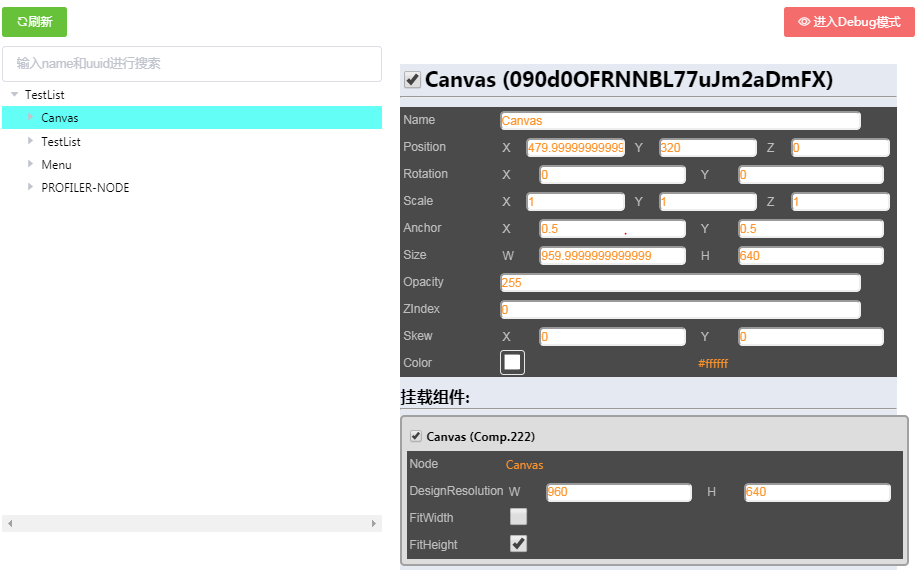 刷新
进入Debug模式
输入name和uuid进行搜索
TestList
Canvas
TestList
Menu
PROFILER-NODE
Canvas (090d0OFRNNBL77uJm2aDmFX)
Name Canvas
Position X 479.99999999999 Y 320 Z 0
Rotation X 0 Y 0
Scale X 1 Y 1 Z 1
Anchor X 0.5 Y 0.5
Size W 959.9999999999999 H 640
Opacity 255
ZIndex 0
Skew X 0 Y 0
Color #ffffff
挂载组件:
Canvas (Comp.222)
Node Canvas
DesignResolution W 960 H 640
FitWidth
FitHeight